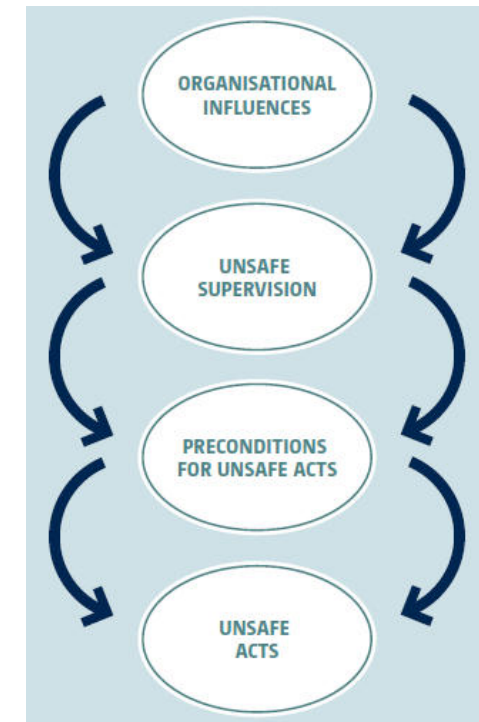 ORGANISATIONAL
INFLUENCES
UNSAFE
SUPERVISION
PRECONDITIONS
FOR UNSAFE ACTS
UNSAFE
ACTS